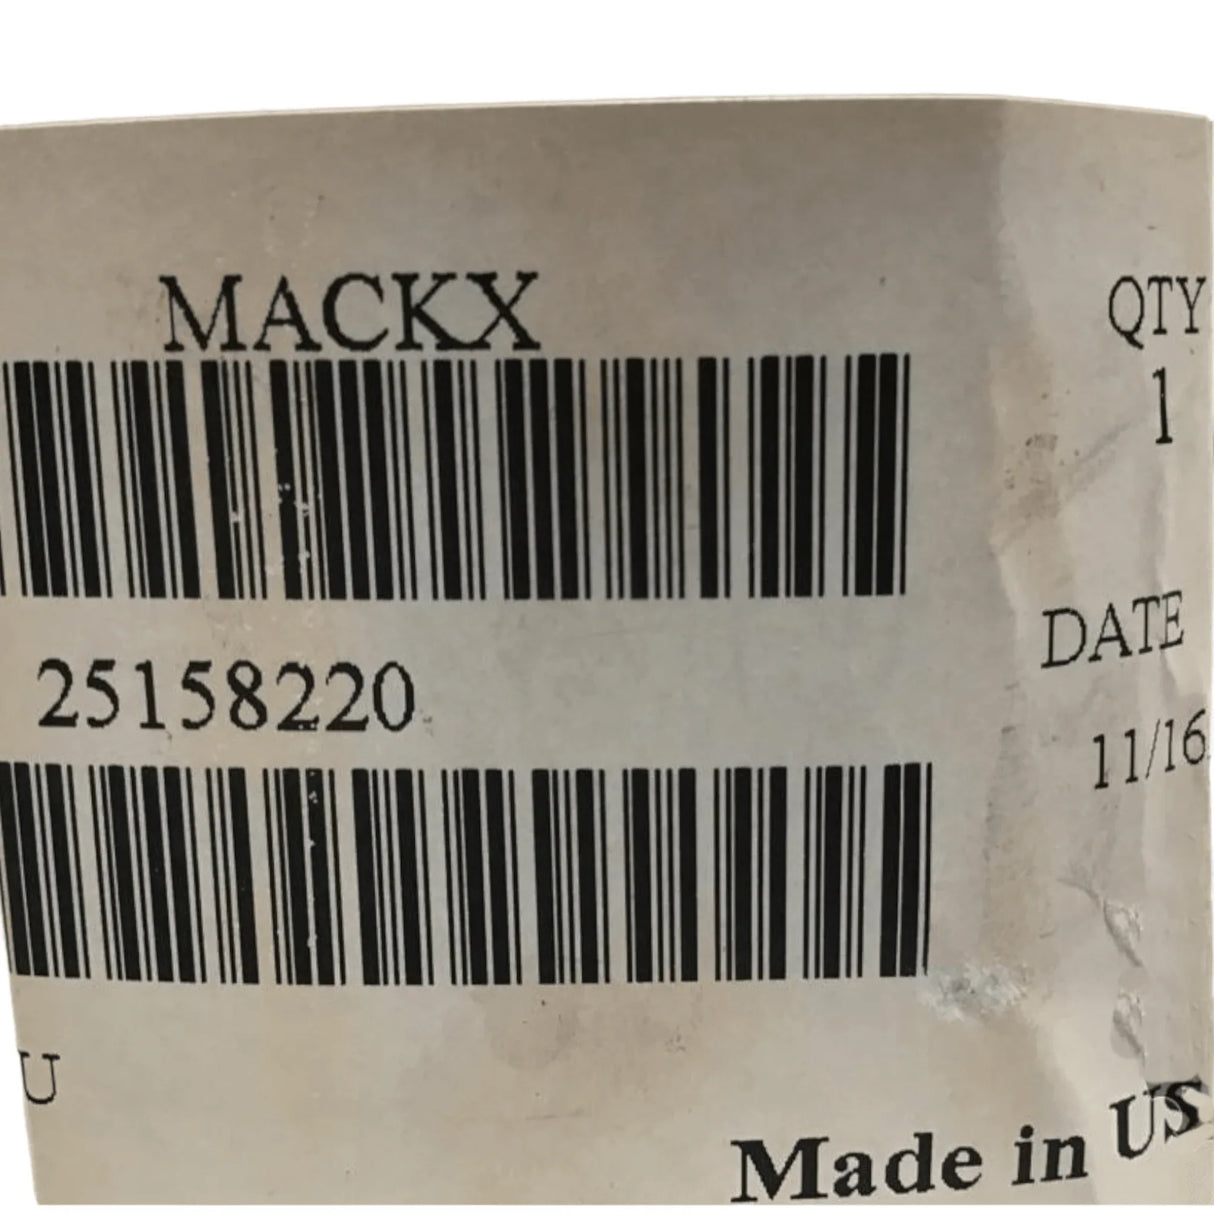 MACKX
QTY
1
25158220
DATE
11/16
U
Made in US